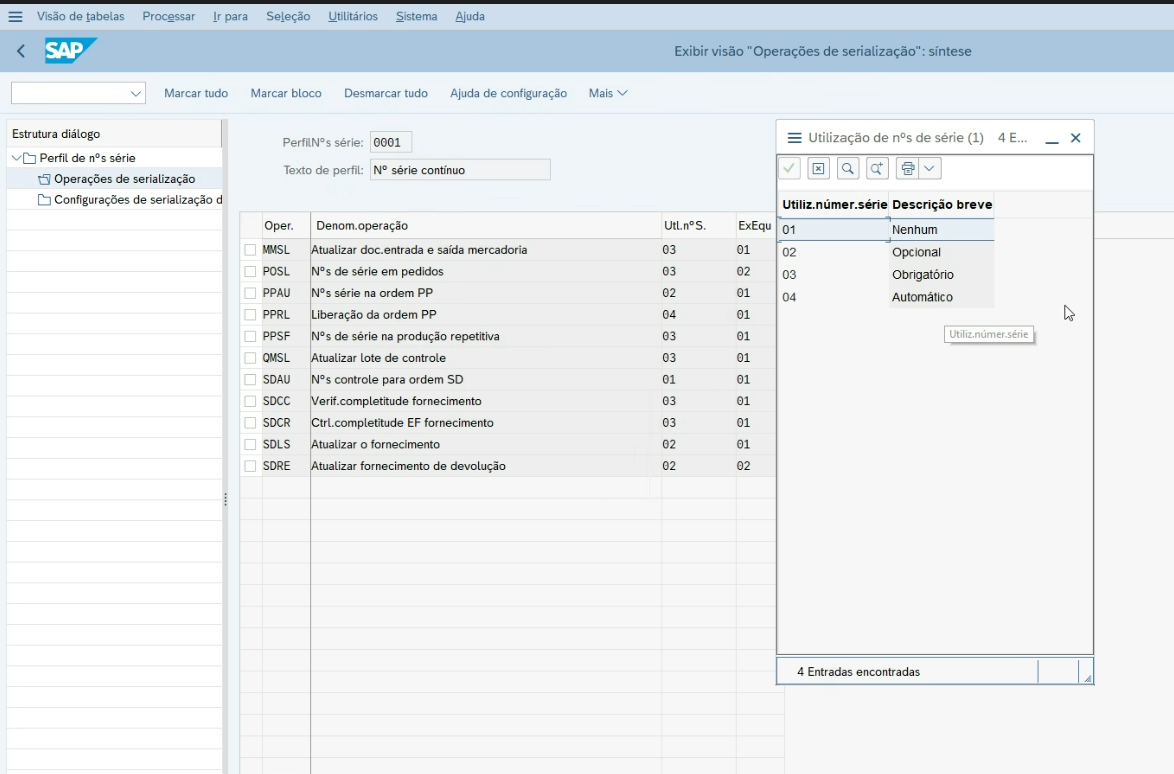 Visão de tabelas Processar Ir para Seleção Utilitários Sistema Ajuda
SAP Exibir visão "Operações de serialização": síntese
Marcar tudo Marcar bloco Desmarcar tudo Ajuda de configuração Mais
Estrutura diálogo
Perfil de nºs série
Operações de serialização
Configurações de serialização d
PerfilNºs série: 0001
Texto de perfil: Nº série contínuo
Oper. Denom.operação Utl.nºS. ExEqu
MMSL Atualizar doc.entrada e saída mercadoria 03 01
POSL Nºs de série em pedidos 03 02
PPAU Nºs série na ordem PP 02 01
PPRL Liberação da ordem PP 04 01
PPSF Nºs de série na produção repetitiva 03 01
QMSL Atualizar lote de controle 03 01
SDAU Nºs controle para ordem SD 01 01
SDCC Verif.completitude fornecimento 03 01
SDCR Ctrl.completitude EF fornecimento 03 01
SDLS Atualizar o fornecimento 02 01
SDRE Atualizar fornecimento de devolução 02 02
Utilização de nºs de série (1) 4 E...
Utiliz.númer.série Descrição breve
01 Nenhum
02 Opcional
03 Obrigatório
04 Automático
Utiliz.númer.série
4 Entradas encontradas